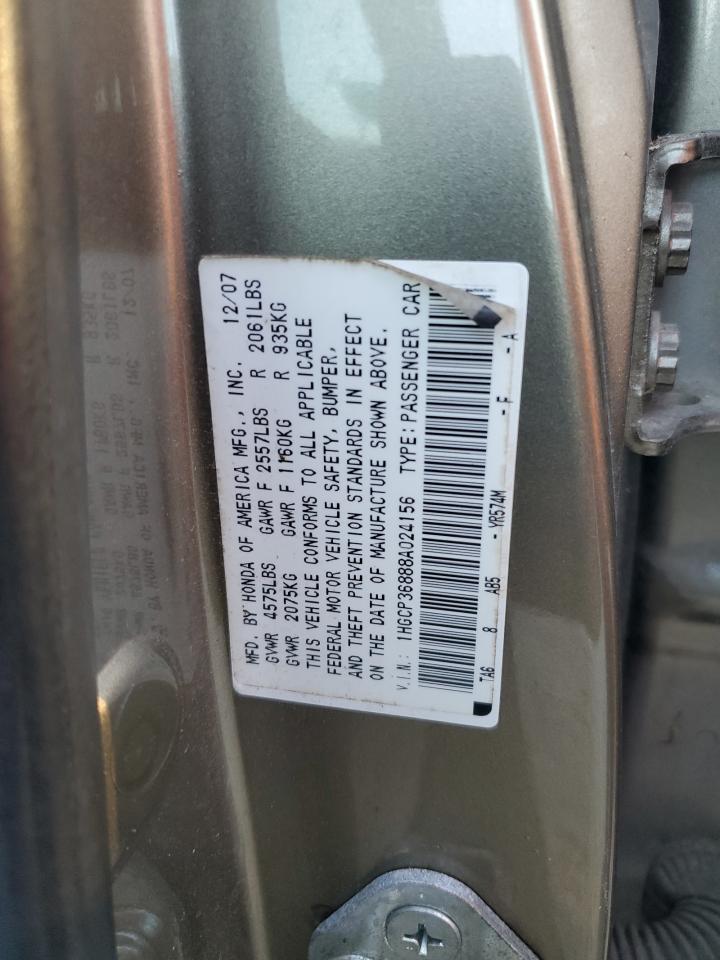 MFD. BY HONDA OF AMERICA MFG., INC. 12/07
GVWR 4575LBS GAWR F 2557LBS R 2061LBS
GVWR 2075KG GAWR F 1160KG R 935KG
THIS VEHICLE CONFORMS TO ALL APPLICABLE
FEDERAL MOTOR VEHICLE SAFETY, BUMPER,
AND THEFT PREVENTION STANDARDS IN EFFECT
ON THE DATE OF MANUFACTURE SHOWN ABOVE.
V.I.N.: 1HGCP36888A024156 TYPE: PASSENGER CAR
TA6 8 AB5 - YR574M -F -A